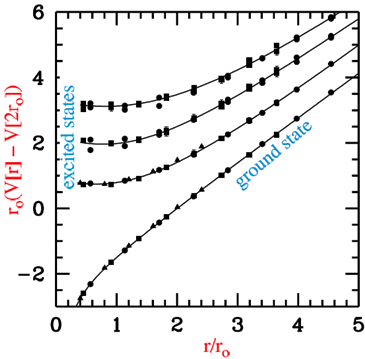 6
4
2
0
−2
0
1
2
3
4
5
r₀(V[r]−V[2r₀])
excited states
ground state
r/r₀